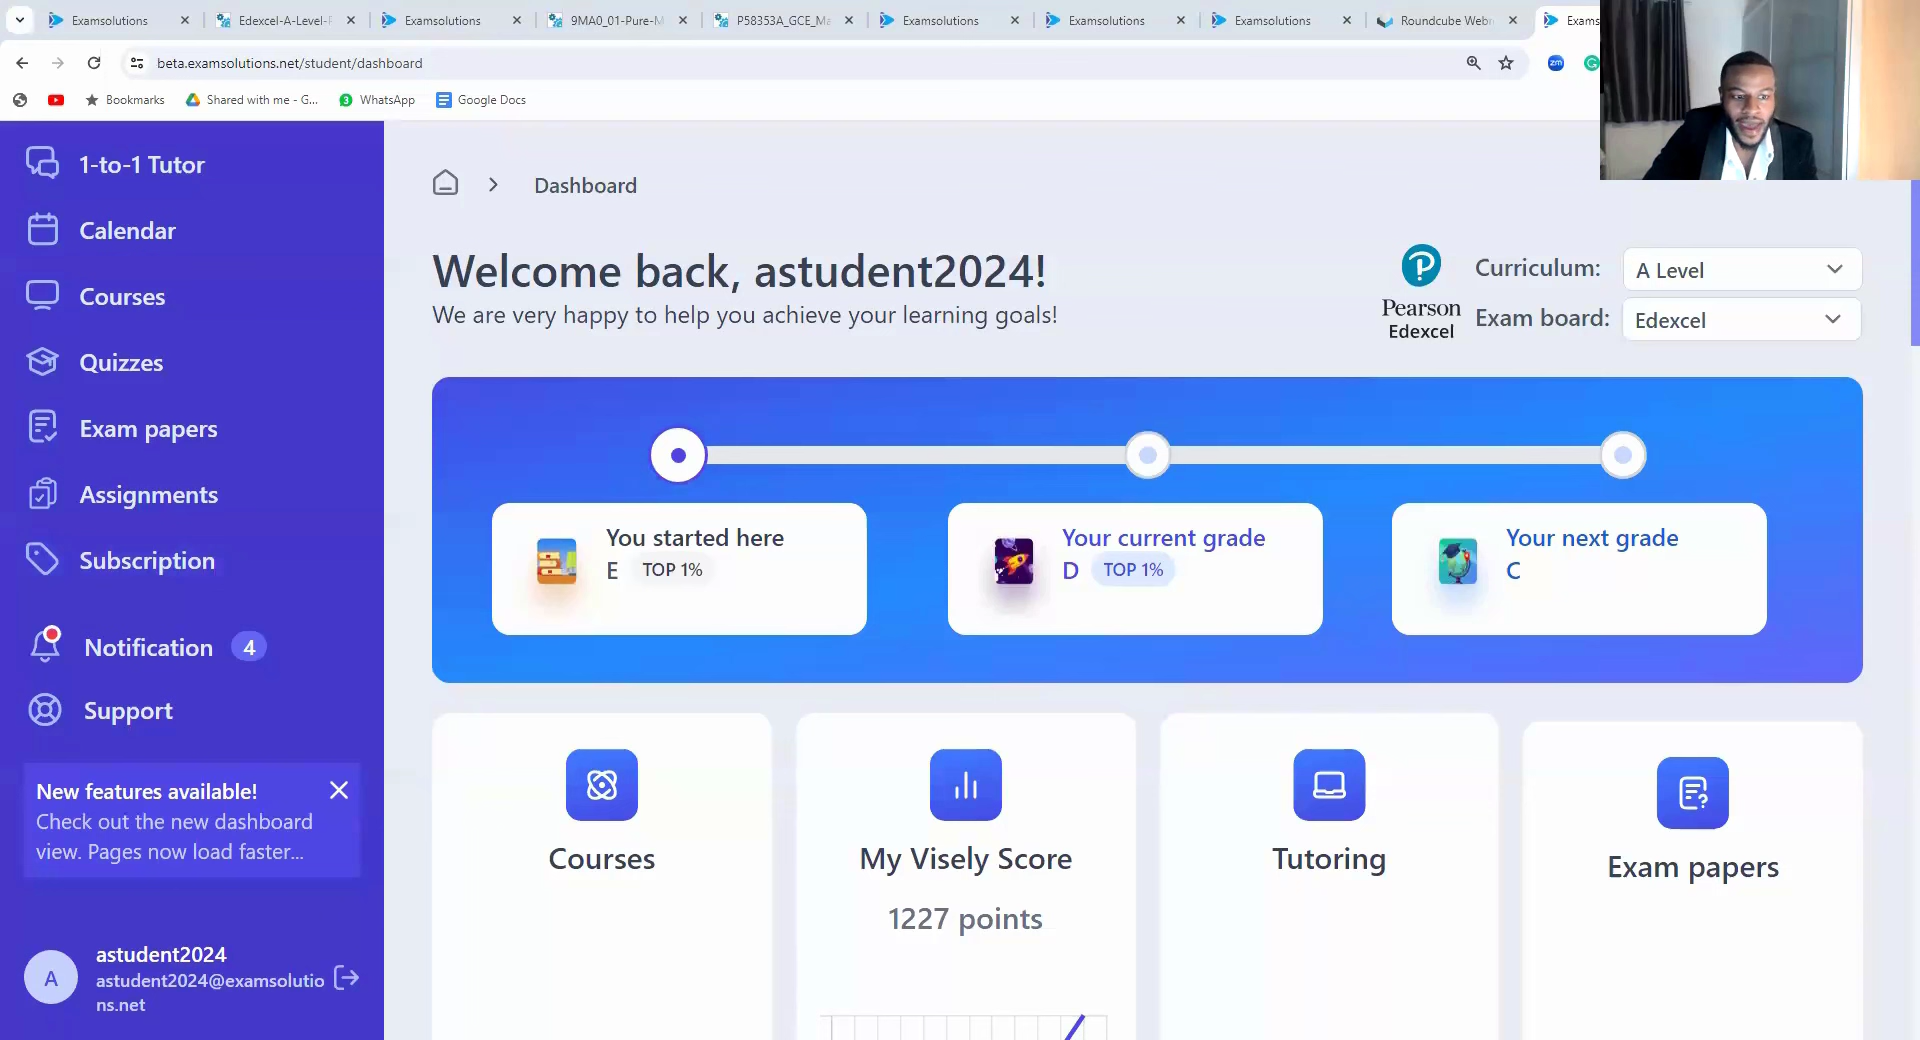 Examsolutions
Edexcel-A-Level-
Examsolutions
9MA0_01-Pure-M
P58353A_GCE_Ma
Examsolutions
Examsolutions
Examsolutions
Roundcube Webr
Exams
beta.examsolutions.net/student/dashboard
zm
Bookmarks
Shared with me - G...
3
WhatsApp
Google Docs
1-to-1 Tutor
Calendar
Courses
Quizzes
Exam papers
Assignments
Subscription
Notification 4
Support
New features available!
Check out the new dashboard
view. Pages now load faster...
A
astudent2024
astudent2024@examsolutio
ns.net
Dashboard
Welcome back, astudent2024!
We are very happy to help you achieve your learning goals!
Pearson
Edexcel
Curriculum: A Level
Exam board: Edexcel
You started here
E TOP 1%
Your current grade
D TOP 1%
Your next grade
C
Courses
My Visely Score
1227 points
Tutoring
Exam papers